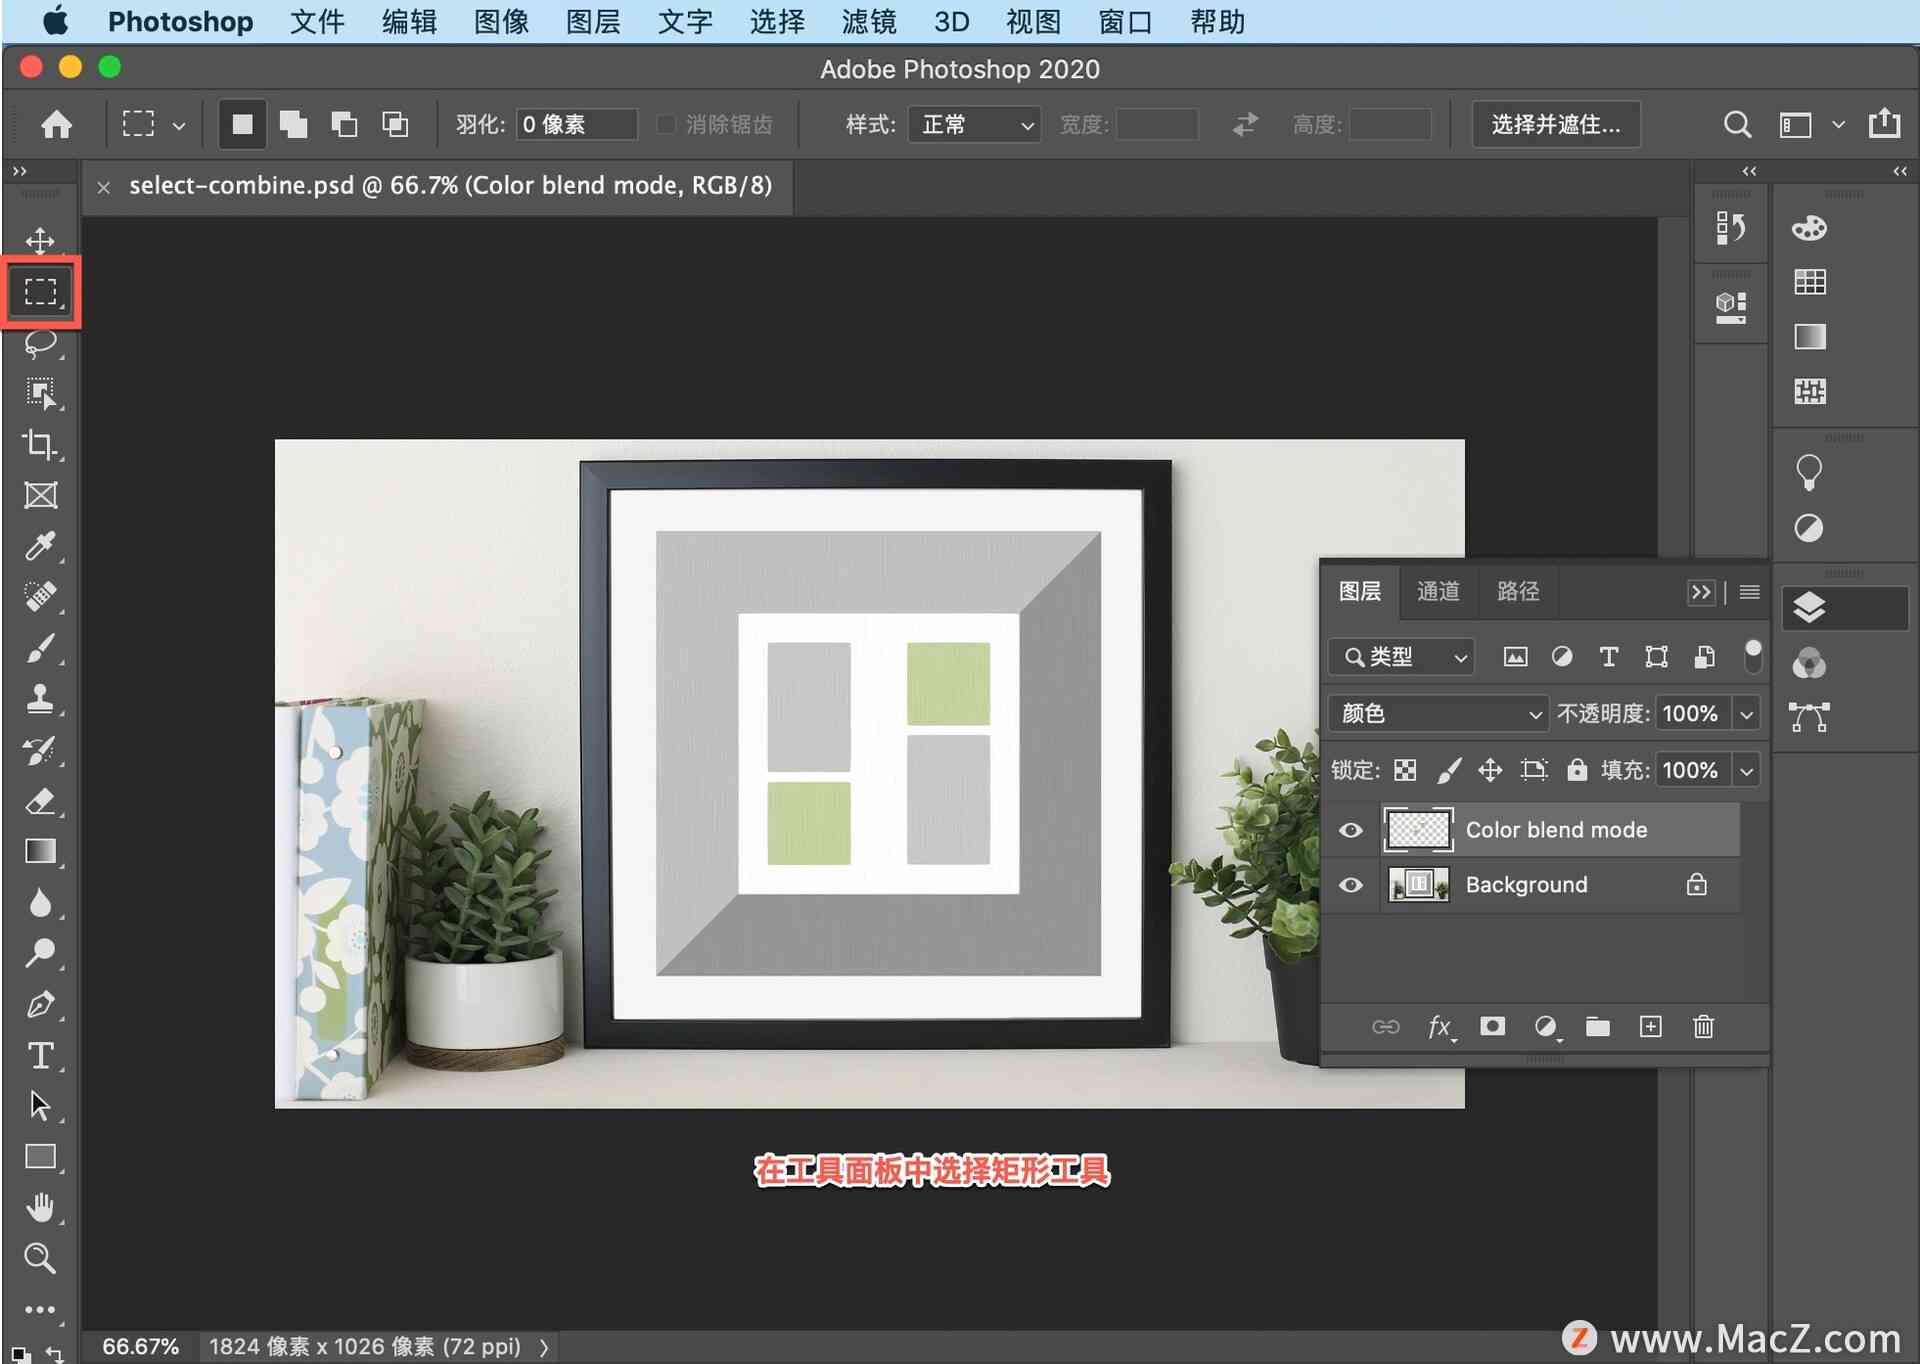 Photoshop 文件 编辑 图像 图层 文字 选择 滤镜 3D 视图 窗口 帮助
Adobe Photoshop 2020
羽化: 0 像素 消除锯齿 样式: 正常 宽度: 高度: 选择并遮住...
select-combine.psd @ 66.7% (Color blend mode, RGB/8)
图层 通道 路径
类型
颜色 不透明度: 100%
锁定: 填充: 100%
Color blend mode
Background
fx
在工具面板中选择矩形工具
66.67% 1824 像素 x 1026 像素 (72 ppi)
Z www.MacZ.com